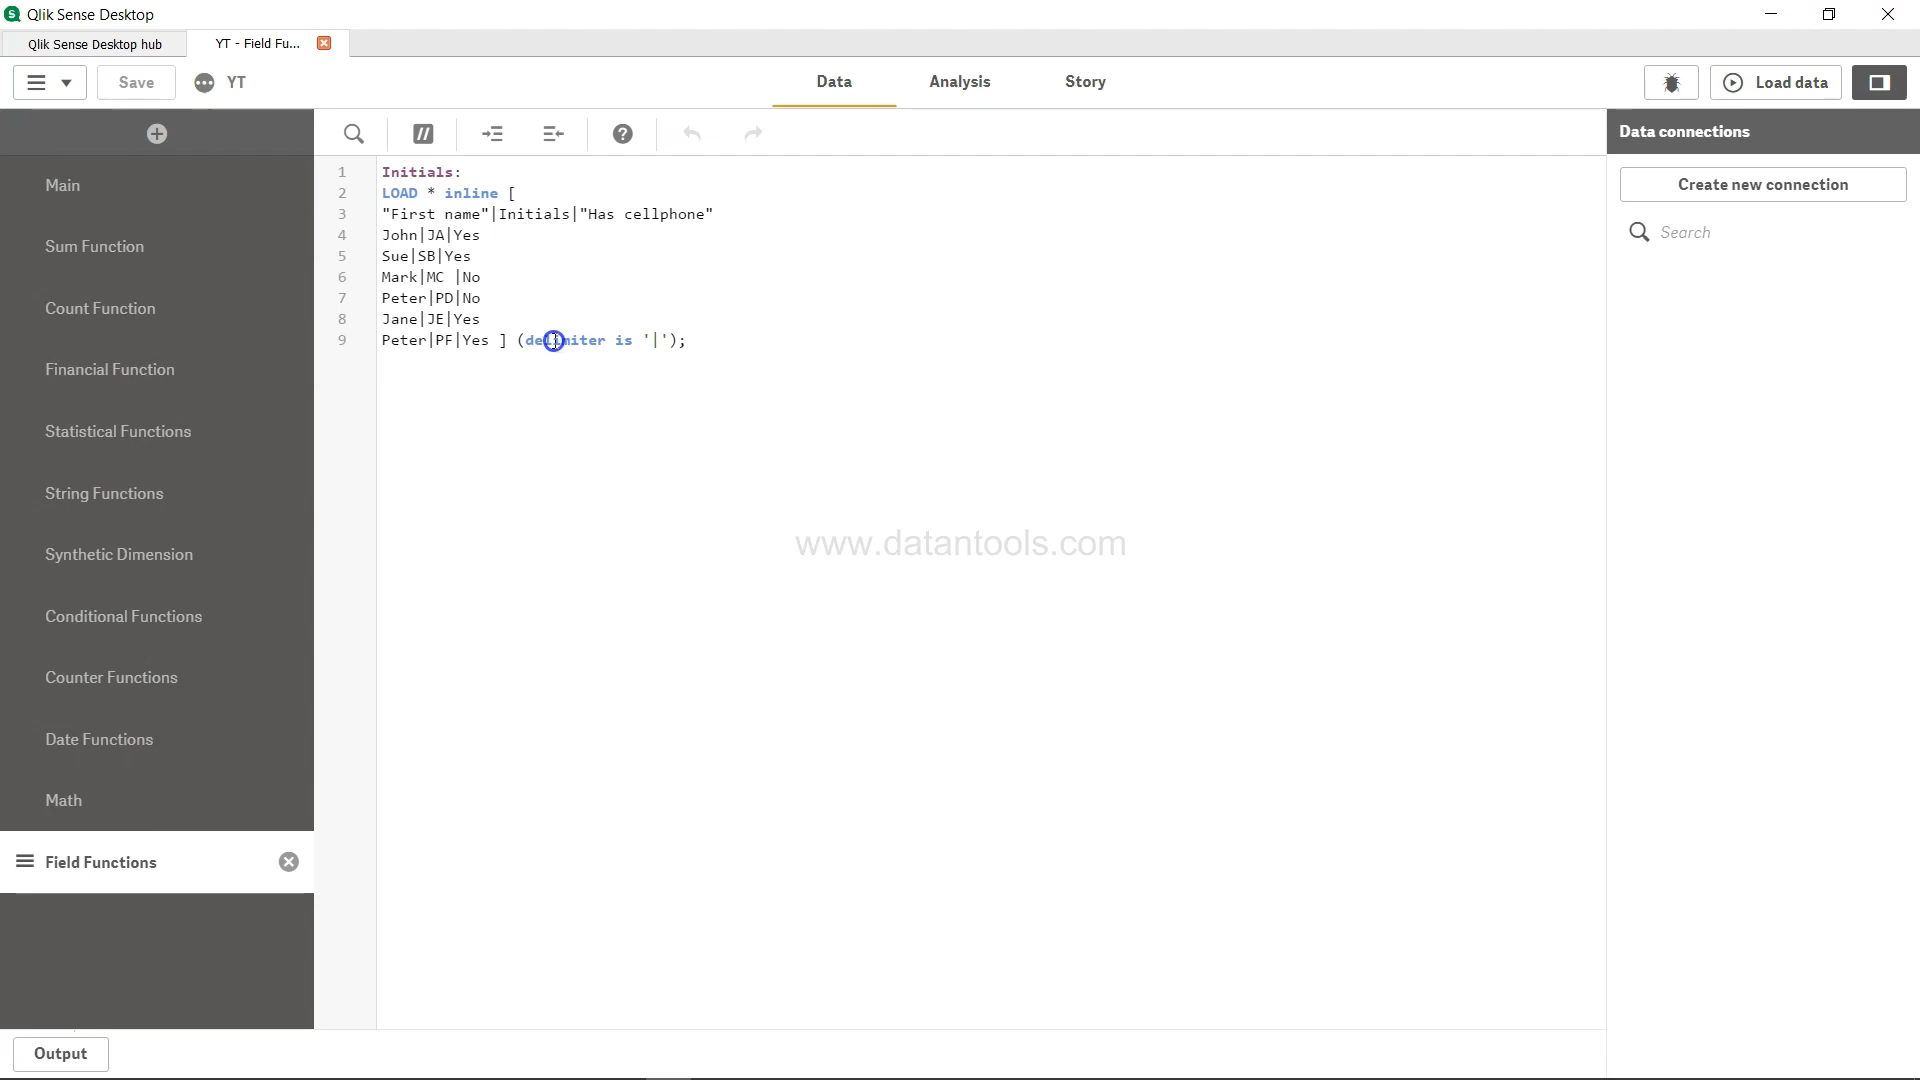 Qlik Sense Desktop
Qlik Sense Desktop hub
YT - Field Fu...
Save
YT
Data
Analysis
Story
Load data
Data connections
Create new connection
Search
Main
Sum Function
Count Function
Financial Function
Statistical Functions
String Functions
Synthetic Dimension
Conditional Functions
Counter Functions
Date Functions
Math
Field Functions
Output
1 Initials:
2 LOAD * inline [
3 "First name"|Initials|"Has cellphone"
4 John|JA|Yes
5 Sue|SB|Yes
6 Mark|MC |No
7 Peter|PD|No
8 Jane|JE|Yes
9 Peter|PF|Yes ] (delimiter is '|');
www.datantools.com